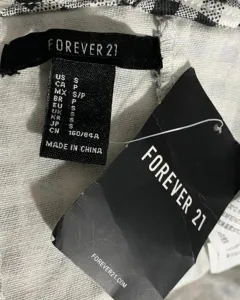 FOREVER 21
US S
CA P
MX S/P
BR P
EU S
UK S
KR S
JP S
CN 160/84A
MADE IN CHINA
FOREVER 21
FOREVER21.COM